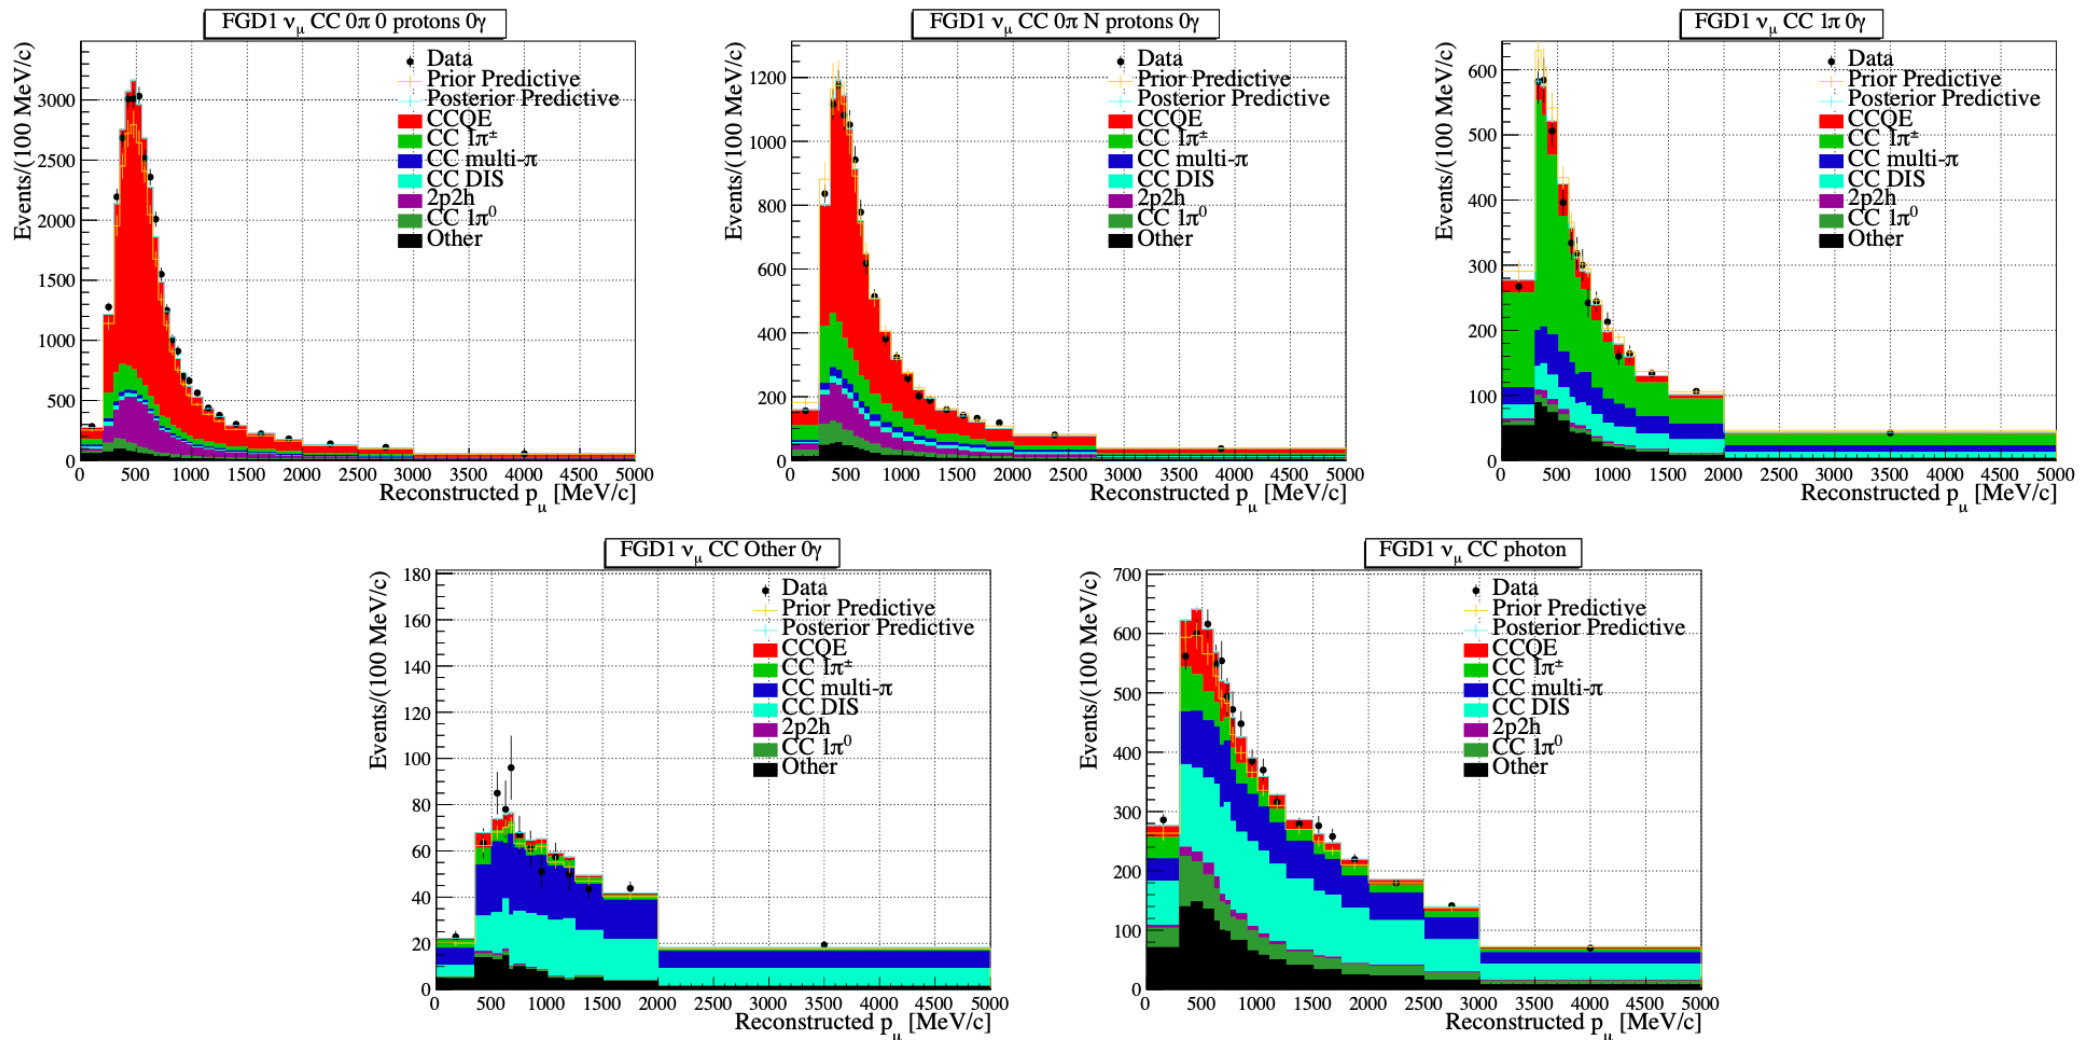 FGD1 νμ CC 0π 0 protons 0γ
Events/(100 MeV/c)
3000
2500
2000
1500
1000
500
0
Data
Prior Predictive
Posterior Predictive
CCQE
CC 1π±
CC multi-π
CC DIS
2p2h
CC 1π⁰
Other
0 500 1000 1500 2000 2500 3000 3500 4000 4500 5000
Reconstructed pμ [MeV/c]
FGD1 νμ CC 0π N protons 0γ
Events/(100 MeV/c)
1200
1000
800
600
400
200
0
Data
Prior Predictive
Posterior Predictive
CCQE
CC 1π±
CC multi-π
CC DIS
2p2h
CC 1π⁰
Other
0 500 1000 1500 2000 2500 3000 3500 4000 4500 5000
Reconstructed pμ [MeV/c]
FGD1 νμ CC 1π 0γ
Events/(100 MeV/c)
600
500
400
300
200
100
0
Data
Prior Predictive
Posterior Predictive
CCQE
CC 1π±
CC multi-π
CC DIS
2p2h
CC 1π⁰
Other
0 500 1000 1500 2000 2500 3000 3500 4000 4500 5000
Reconstructed pμ [MeV/c]
FGD1 νμ CC Other 0γ
Events/(100 MeV/c)
180
160
140
120
100
80
60
40
20
0
Data
Prior Predictive
Posterior Predictive
CCQE
CC 1π±
CC multi-π
CC DIS
2p2h
CC 1π⁰
Other
0 500 1000 1500 2000 2500 3000 3500 4000 4500 5000
Reconstructed pμ [MeV/c]
FGD1 νμ CC photon
Events/(100 MeV/c)
700
600
500
400
300
200
100
0
Data
Prior Predictive
Posterior Predictive
CCQE
CC 1π±
CC multi-π
CC DIS
2p2h
CC 1π⁰
Other
0 500 1000 1500 2000 2500 3000 3500 4000 4500 5000
Reconstructed pμ [MeV/c]